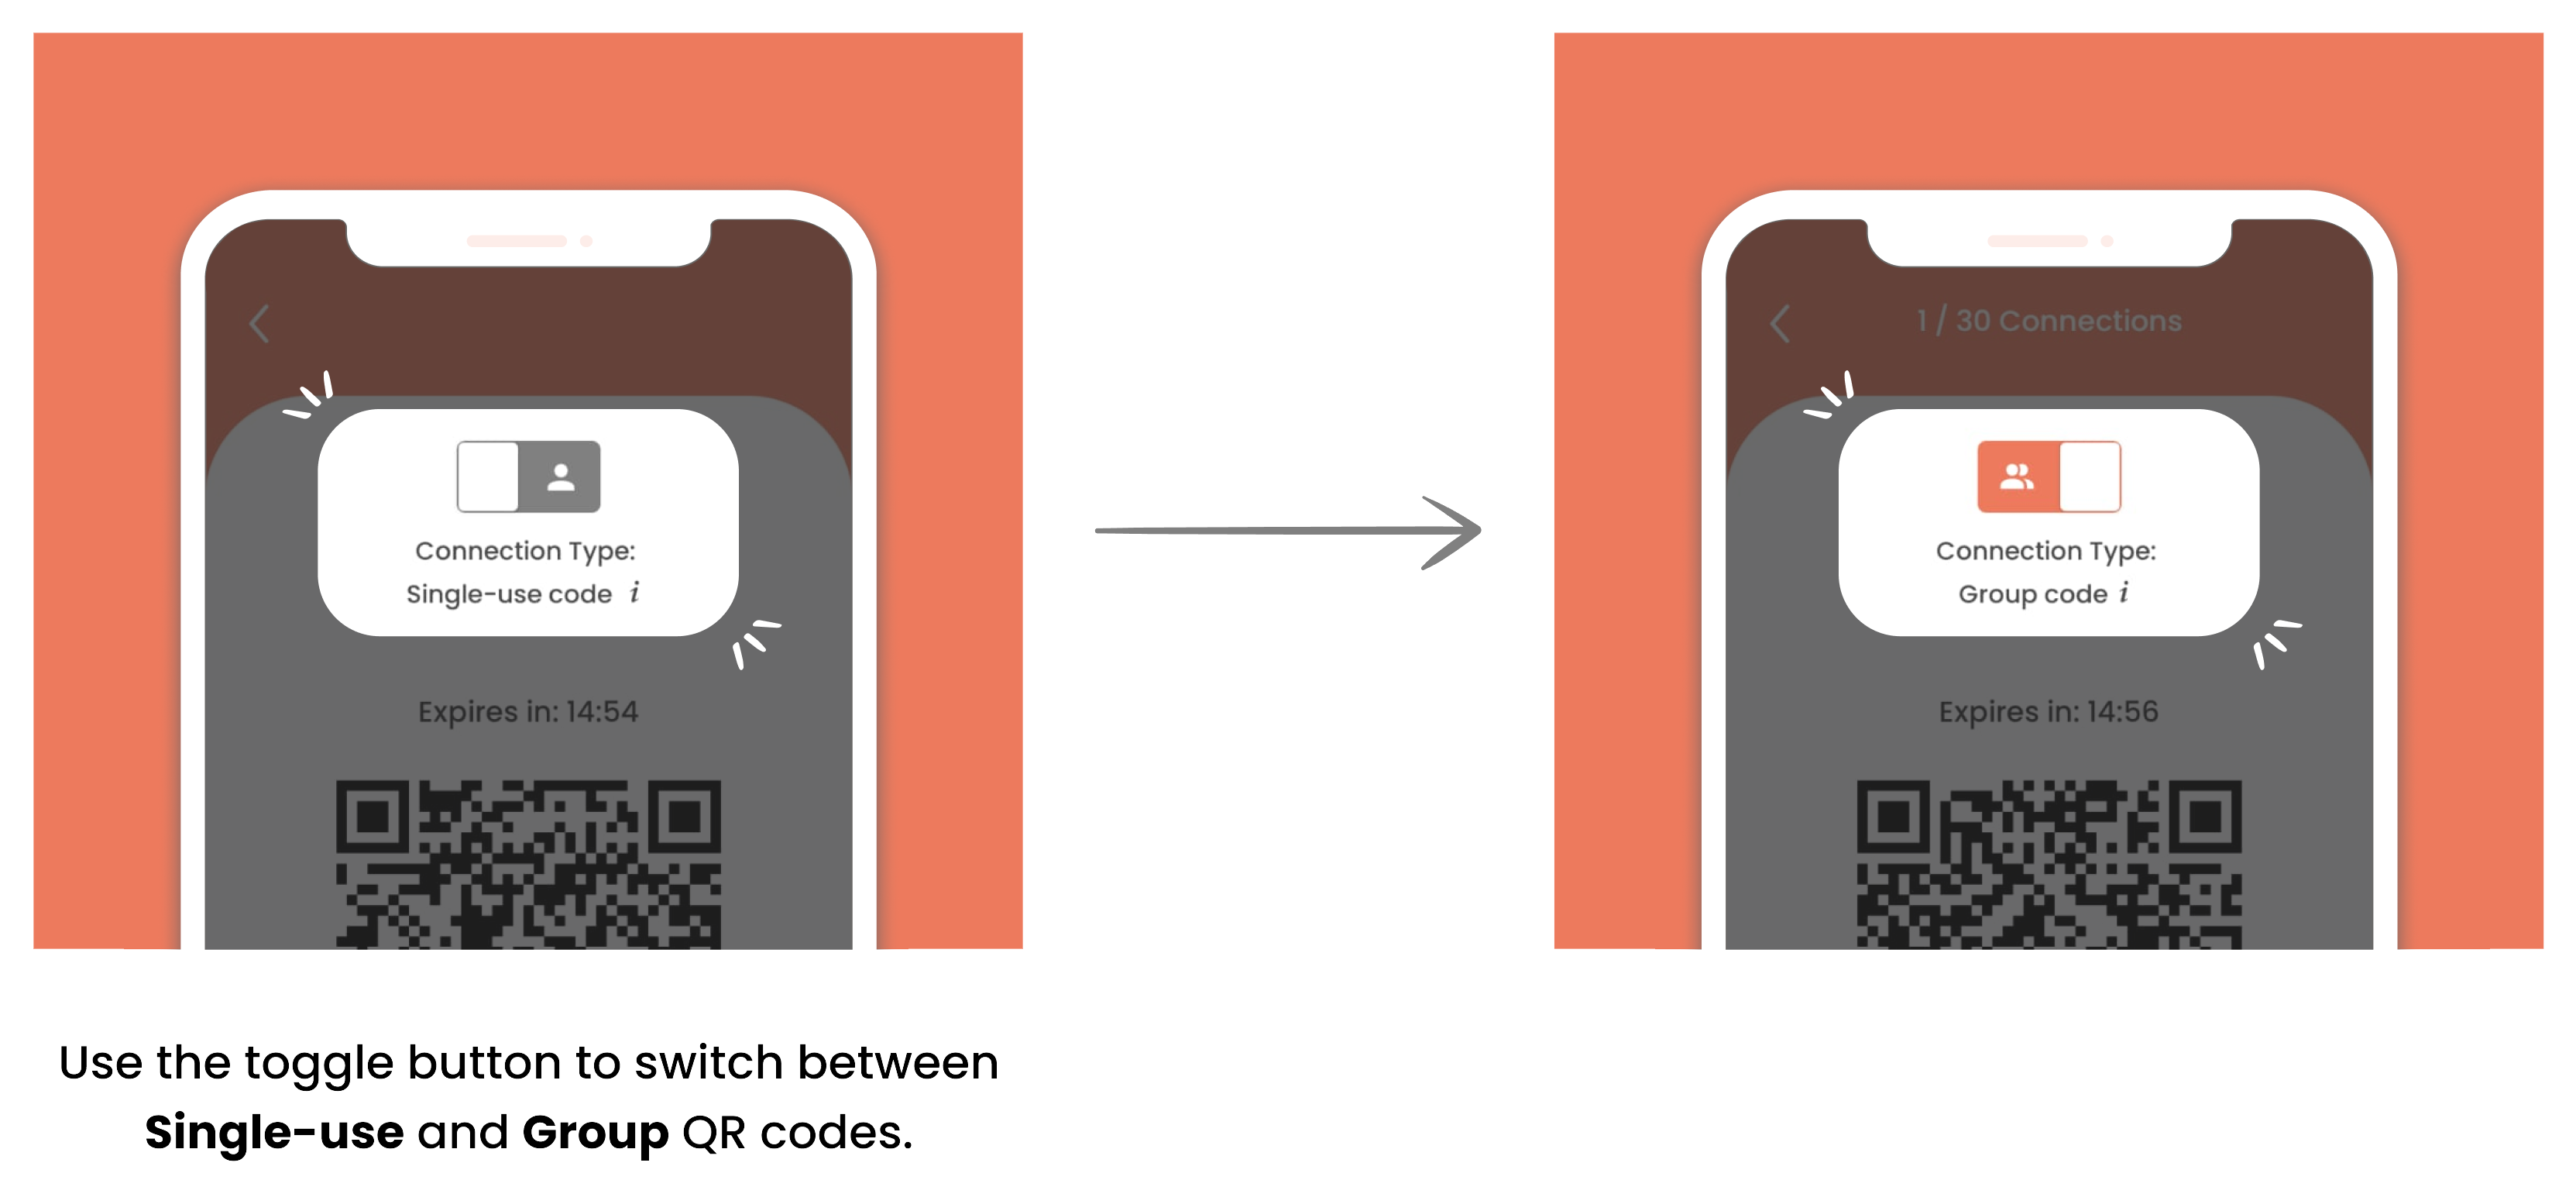 Connection Type:
Single-use code i
Expires in: 14:54
1 / 30 Connections
Connection Type:
Group code i
Expires in: 14:56
Use the toggle button to switch between
Single-use and Group QR codes.